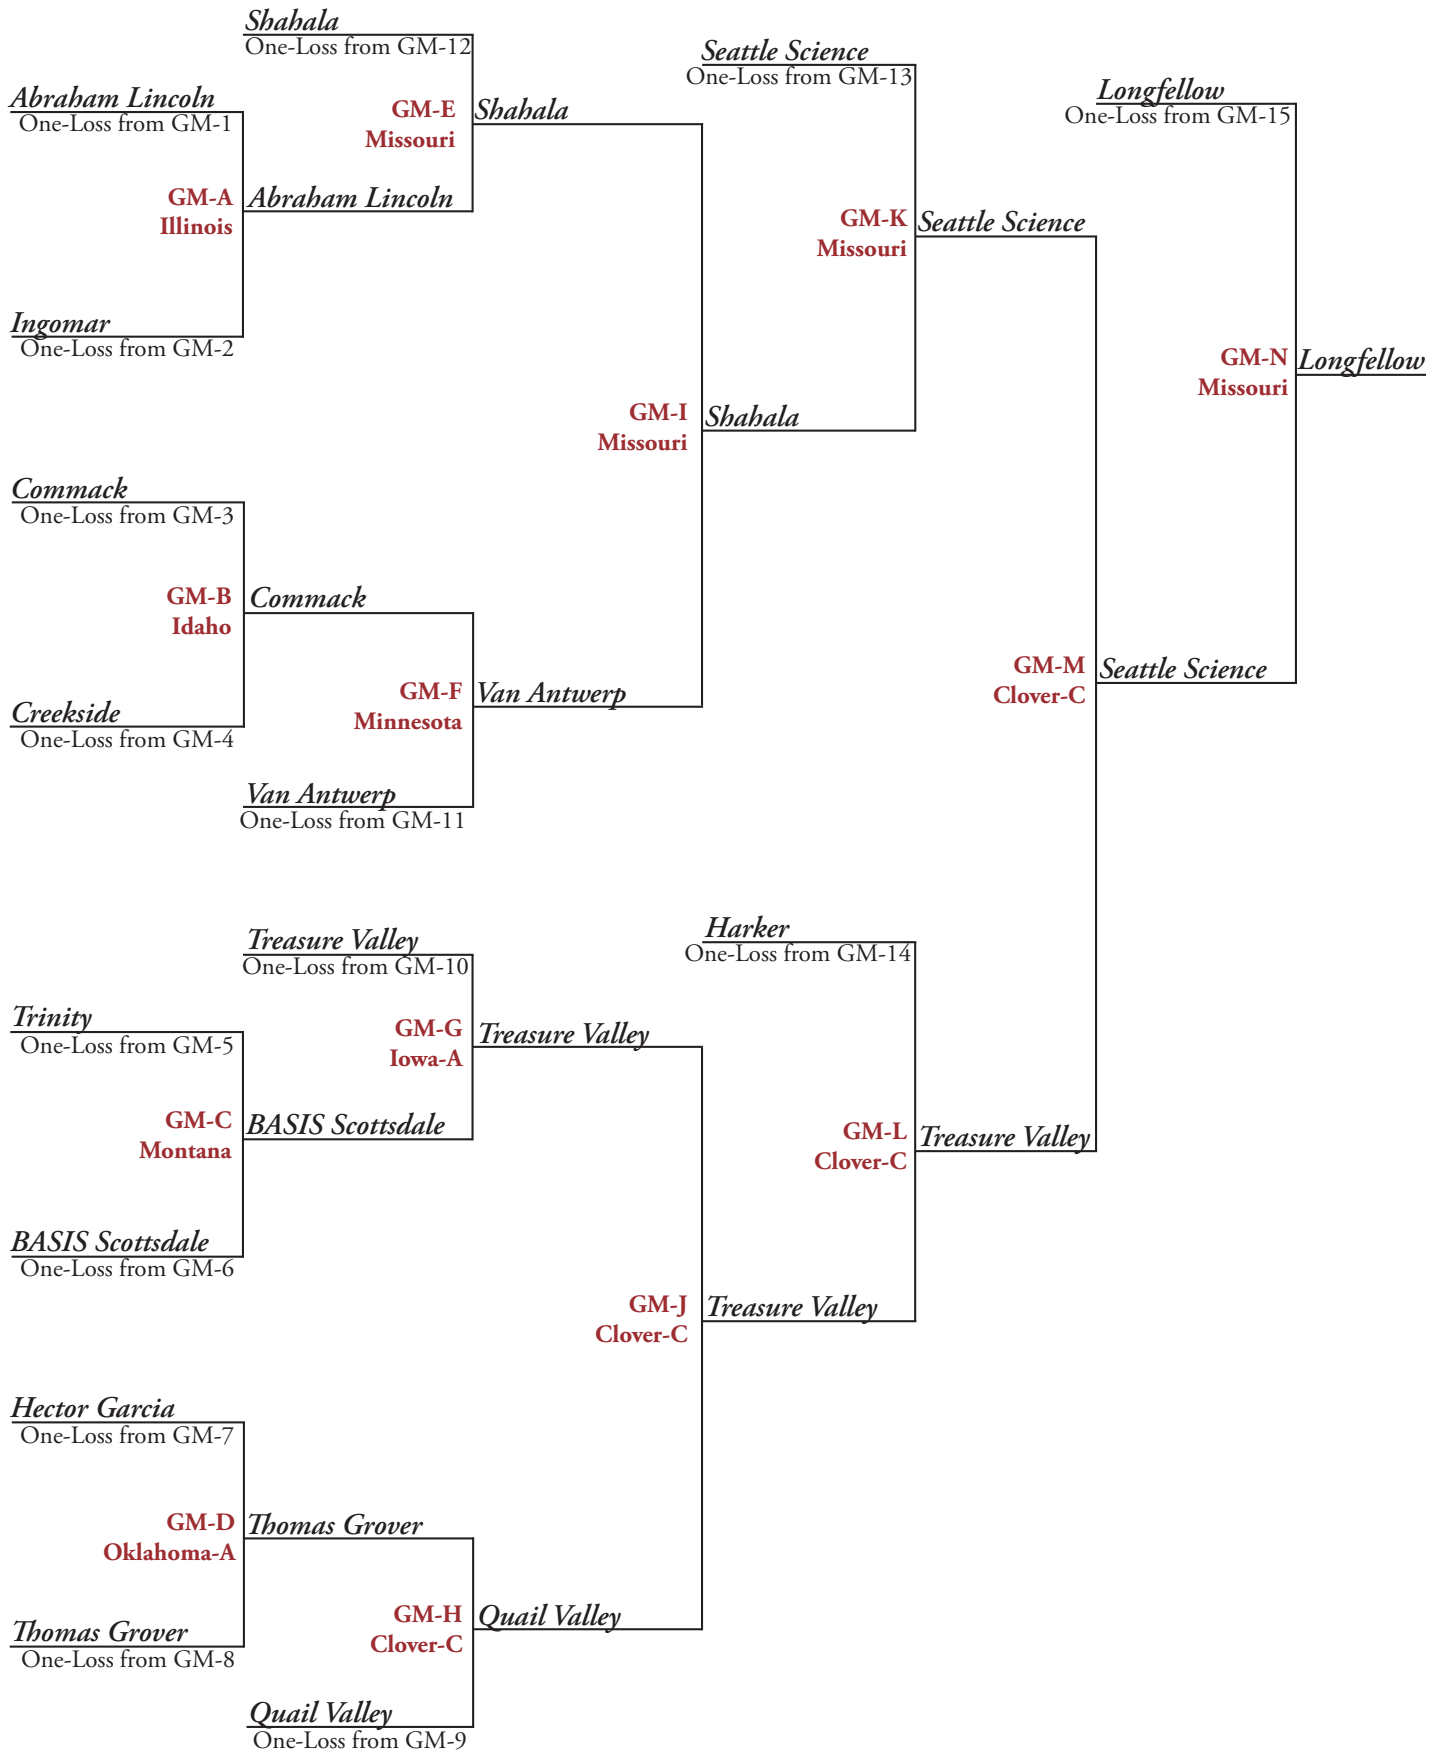 Shahala
One-Loss from GM-12
Seattle Science
One-Loss from GM-13
Longfellow
One-Loss from GM-15
Abraham Lincoln
One-Loss from GM-1
GM-E
Missouri
Shahala
GM-A
Illinois
Abraham Lincoln
GM-K
Missouri
Seattle Science
Ingomar
One-Loss from GM-2
GM-N
Missouri
Longfellow
GM-I
Missouri
Shahala
Commack
One-Loss from GM-3
GM-B
Idaho
Commack
GM-M
Clover-C
Seattle Science
GM-F
Minnesota
Van Antwerp
Creekside
One-Loss from GM-4
Van Antwerp
One-Loss from GM-11
Harker
One-Loss from GM-14
Treasure Valley
One-Loss from GM-10
Trinity
One-Loss from GM-5
GM-G
Iowa-A
Treasure Valley
GM-C
Montana
BASIS Scottsdale
GM-L
Clover-C
Treasure Valley
BASIS Scottsdale
One-Loss from GM-6
GM-J
Clover-C
Treasure Valley
Hector Garcia
One-Loss from GM-7
GM-D
Oklahoma-A
Thomas Grover
GM-H
Clover-C
Quail Valley
Thomas Grover
One-Loss from GM-8
Quail Valley
One-Loss from GM-9